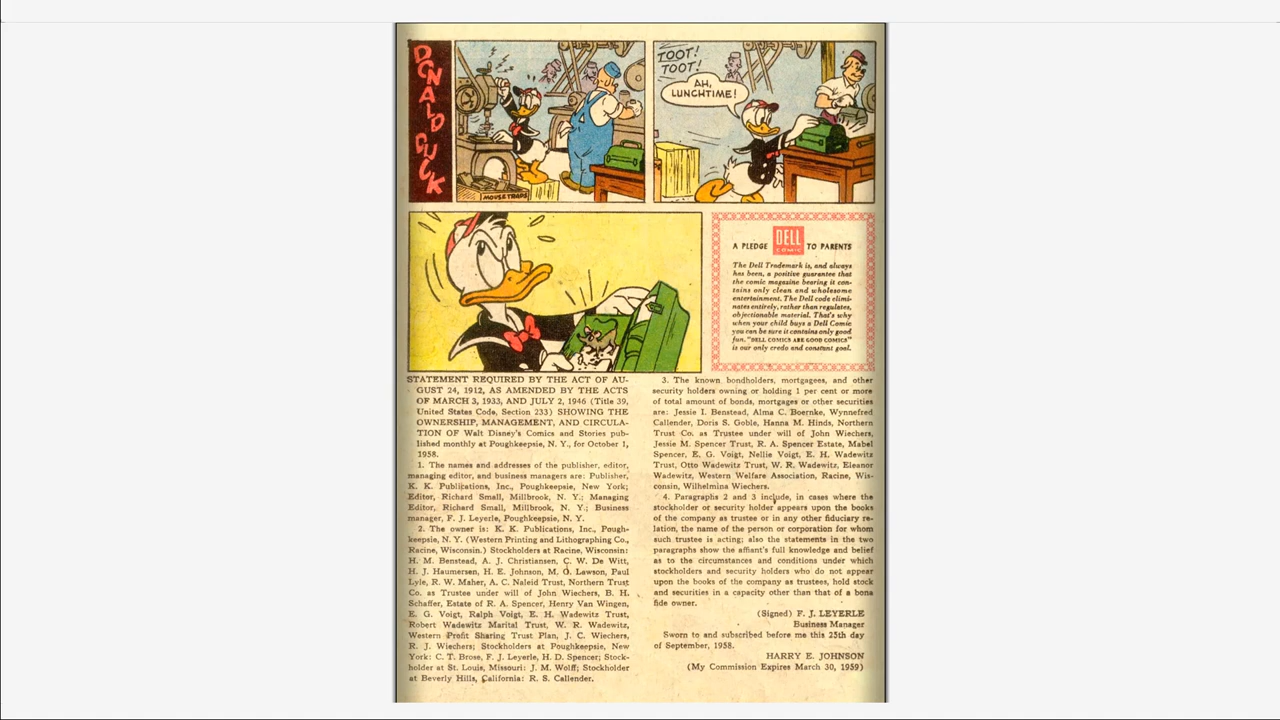 DONALD DUCK
MOUSE TRAPS
TOOT!
TOOT!
AH,
LUNCHTIME!
A PLEDGE DELL COMIC TO PARENTS
The Dell Trademark is, and always
has been, a positive guarantee that
the comic magazine bearing it con-
tains only clean and wholesome
entertainment. The Dell code elimi-
nates entirely, rather than regulates,
objectionable material. That's why
when your child buys a Dell Comic
you can be sure it contains only good
fun. "DELL COMICS ARE GOOD COMICS"
is our only credo and constant goal.
STATEMENT REQUIRED BY THE ACT OF AU-
GUST 24, 1912, AS AMENDED BY THE ACTS
OF MARCH 3, 1933, AND JULY 2, 1946 (Title 39,
United States Code, Section 233) SHOWING THE
OWNERSHIP, MANAGEMENT, AND CIRCULA-
TION OF Walt Disney's Comics and Stories pub-
lished monthly at Poughkeepsie, N. Y., for October 1,
1958.
1. The names and addresses of the publisher, editor,
managing editor, and business managers are: Publisher,
K. K. Publications, Inc., Poughkeepsie, New York;
Editor, Richard Small, Millbrook, N. Y.; Managing
Editor, Richard Small, Millbrook, N. Y.; Business
manager, F. J. Leyerle, Poughkeepsie, N. Y.
2. The owner is: K. K. Publications, Inc., Pough-
keepsie, N. Y. (Western Printing and Lithographing Co.,
Racine, Wisconsin.) Stockholders at Racine, Wisconsin:
H. M. Benstead, A. J. Christiansen, C. W. De Witt,
H. J. Haumersen, H. E. Johnson, M. O. Lawson, Paul
Lyle, R. W. Maher, A. C. Naleid Trust, Northern Trust
Co. as Trustee under will of John Wiechers, B. H.
Schaffer, Estate of R. A. Spencer, Henry Van Wingen,
E. G. Voigt, Ralph Voigt, E. H. Wadewitz Trust,
Robert Wadewitz Marital Trust, W. R. Wadewitz,
Western Profit Sharing Trust Plan, J. C. Wiechers,
R. J. Wiechers; Stockholders at Poughkeepsie, New
York: C. T. Brose, F. J. Leyerle, H. D. Spencer; Stock-
holder at St. Louis, Missouri: J. M. Wolff; Stockholder
at Beverly Hills, California: R. S. Callender.
3. The known bondholders, mortgagees, and other
security holders owning or holding 1 per cent or more
of total amount of bonds, mortgages or other securities
are: Jessie I. Benstead, Alma C. Boernke, Wynnefred
Callender, Doris S. Goble, Hanna M. Hinds, Northern
Trust Co. as Trustee under will of John Wiechers,
Jessie M. Spencer Trust, R. A. Spencer Estate, Mabel
Spencer, E. G. Voigt, Nellie Voigt, E. H. Wadewitz
Trust, Otto Wadewitz Trust, W. R. Wadewitz, Eleanor
Wadewitz, Western Welfare Association, Racine, Wis-
consin, Wilhelmina Wiechers.
4. Paragraphs 2 and 3 include, in cases where the
stockholder or security holder appears upon the books
of the company as trustee or in any other fiduciary re-
lation, the name of the person or corporation for whom
such trustee is acting; also the statements in the two
paragraphs show the affiant's full knowledge and belief
as to the circumstances and conditions under which
stockholders and security holders who do not appear
upon the books of the company as trustees, hold stock
and securities in a capacity other than that of a bona
fide owner.
(Signed) F. J. LEYERLE
Business Manager
Sworn to and subscribed before me this 25th day
of September, 1958.
HARRY E. JOHNSON
(My Commission Expires March 30, 1959)